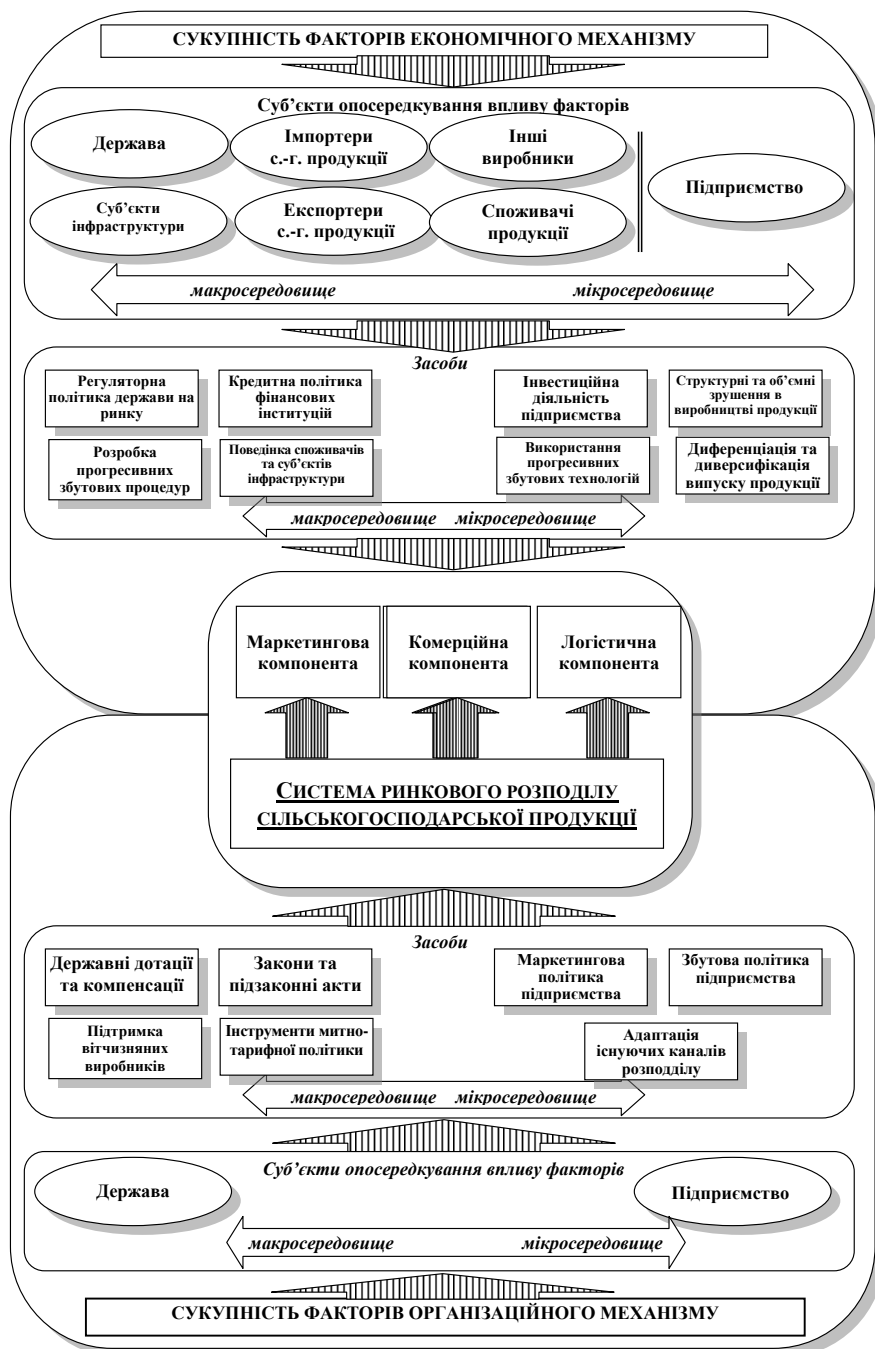 СУКУПНІСТЬ ФАКТОРІВ ЕКОНОМІЧНОГО МЕХАНІЗМУ
Суб’єкти опосередкування впливу факторів
Держава
Імпортери
с.-г. продукції
Інші
виробники
Підприємство
Суб’єкти
інфраструктури
Експортери
с.-г. продукції
Споживачі
продукції
макросередовище
мікросередовище
Засоби
Регуляторна
політика держави на
ринку
Кредитна політика
фінансових
інституцій
Інвестиційна
діяльність
підприємства
Структурні та об’ємні
зрушення в
виробництві продукції
Розробка
прогресивних
збутових процедур
Поведінка споживачів
та суб’єктів
інфраструктури
Використання
прогресивних
збутових технологій
Диференціація та
диверсифікація
випуску продукції
макросередовище
мікросередовище
Маркетингова
компонента
Комерційна
компонента
Логістична
компонента
СИСТЕМА РИНКОВОГО РОЗПОДІЛУ
СІЛЬСЬКОГОСПОДАРСЬКОЇ ПРОДУКЦІЇ
Засоби
Державні дотації
та компенсації
Закони та
підзаконні акти
Маркетингова
політика
підприємства
Збутова політика
підприємства
Підтримка
вітчизняних
виробників
Інструменти митно-
тарифної політики
Адаптація
існуючих каналів
розподділу
макросередовище
мікросередовище
Суб’єкти опосередкування впливу факторів
Держава
Підприємство
макросередовище
мікросередовище
СУКУПНІСТЬ ФАКТОРІВ ОРГАНІЗАЦІЙНОГО МЕХАНІЗМУ